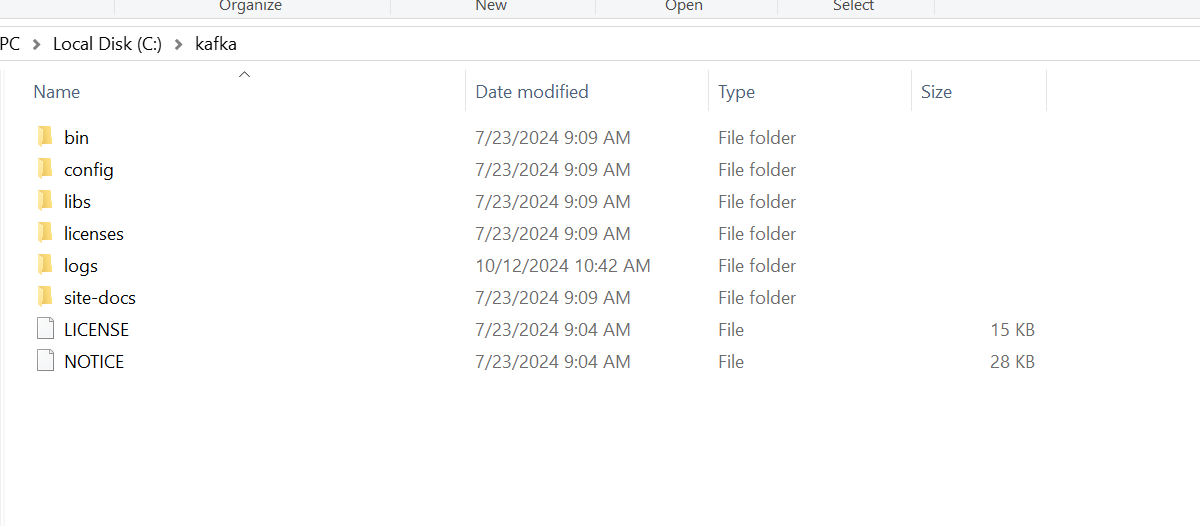 Organize New Open Select
PC > Local Disk (C:) > kafka
Name Date modified Type Size
bin 7/23/2024 9:09 AM File folder
config 7/23/2024 9:09 AM File folder
libs 7/23/2024 9:09 AM File folder
licenses 7/23/2024 9:09 AM File folder
logs 10/12/2024 10:42 AM File folder
site-docs 7/23/2024 9:09 AM File folder
LICENSE 7/23/2024 9:04 AM File 15 KB
NOTICE 7/23/2024 9:04 AM File 28 KB